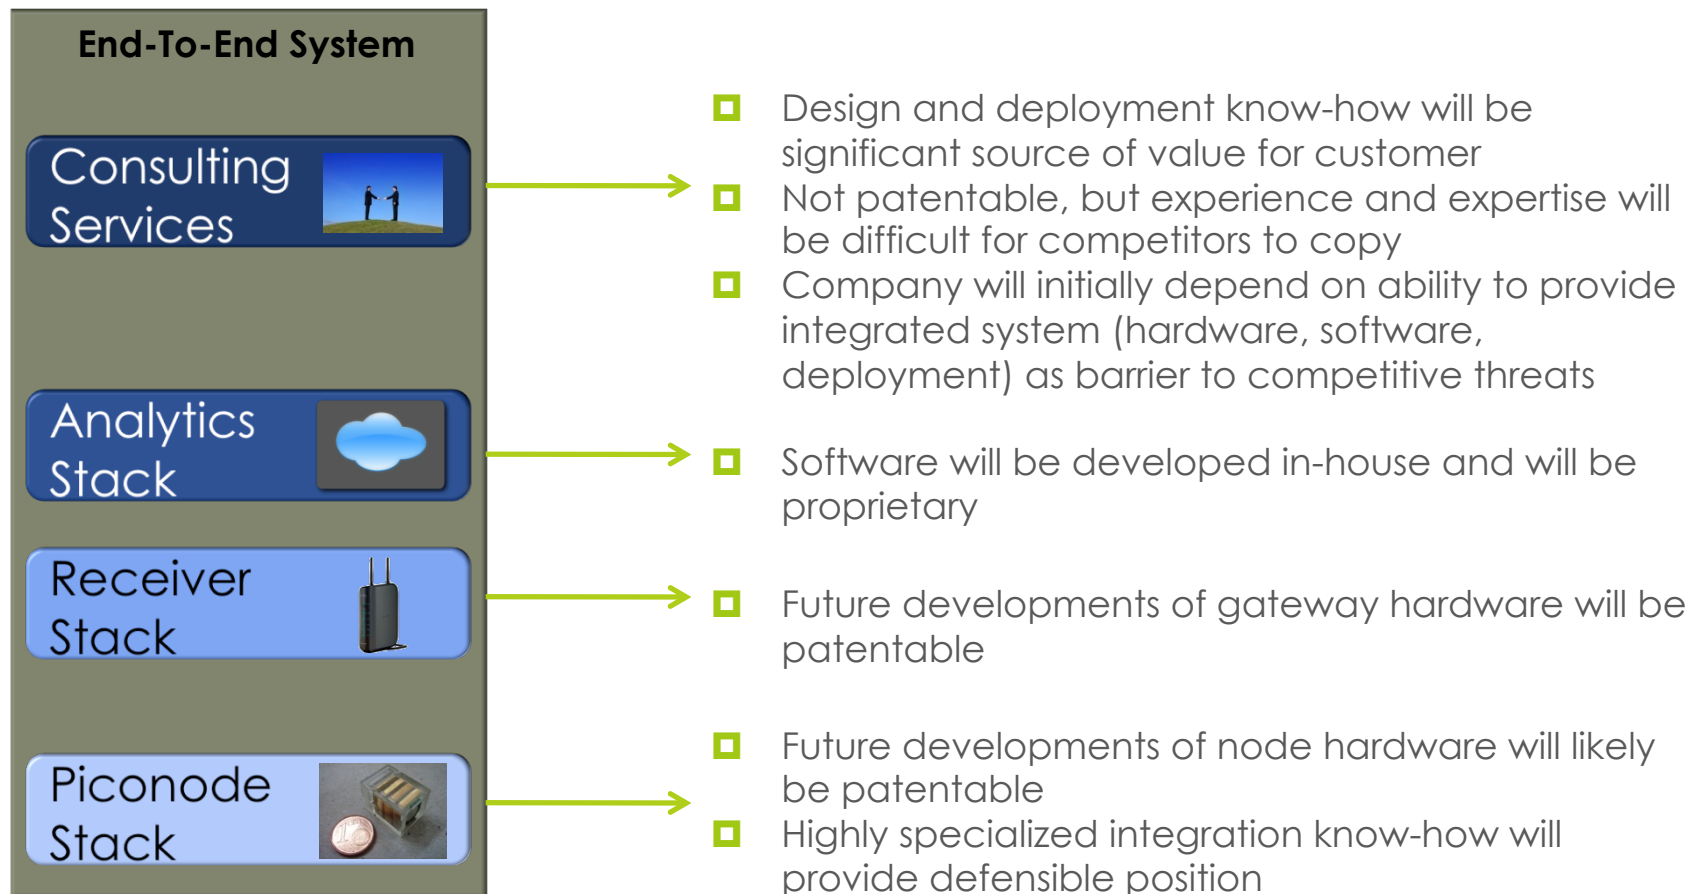 End-To-End System
Consulting
Services
Design and deployment know-how will be
significant source of value for customer
Not patentable, but experience and expertise will
be difficult for competitors to copy
Company will initially depend on ability to provide
integrated system (hardware, software,
deployment) as barrier to competitive threats
Analytics
Stack
Software will be developed in-house and will be
proprietary
Receiver
Stack
Future developments of gateway hardware will be
patentable
Piconode
Stack
Future developments of node hardware will likely
be patentable
Highly specialized integration know-how will
provide defensible position